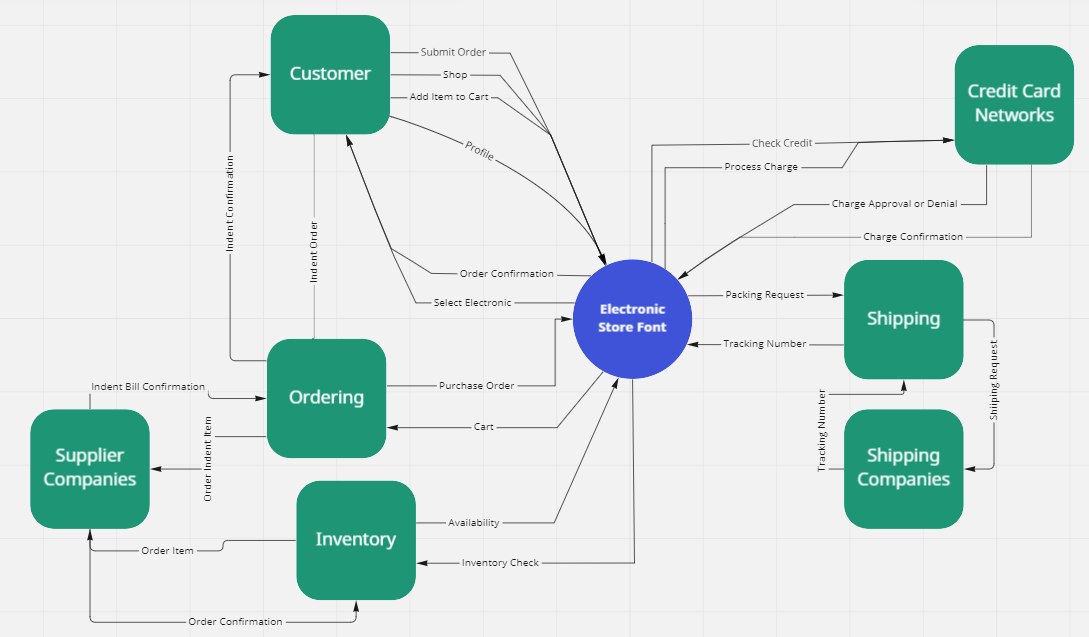 Customer
Submit Order
Shop
Add Item to Cart
Profile
Credit Card
Networks
Check Credit
Process Charge
Charge Approval or Denial
Charge Confirmation
Indent Confirmation
Indent Order
Order Confirmation
Select Electronic
Electronic
Store Font
Packing Request
Shipping
Tracking Number
Shiiping Request
Ordering
Purchase Order
Cart
Indent Bill Confirmation
Order Indent Item
Supplier
Companies
Tracking Number
Shipping
Companies
Inventory
Availability
Inventory Check
Order Item
Order Confirmation